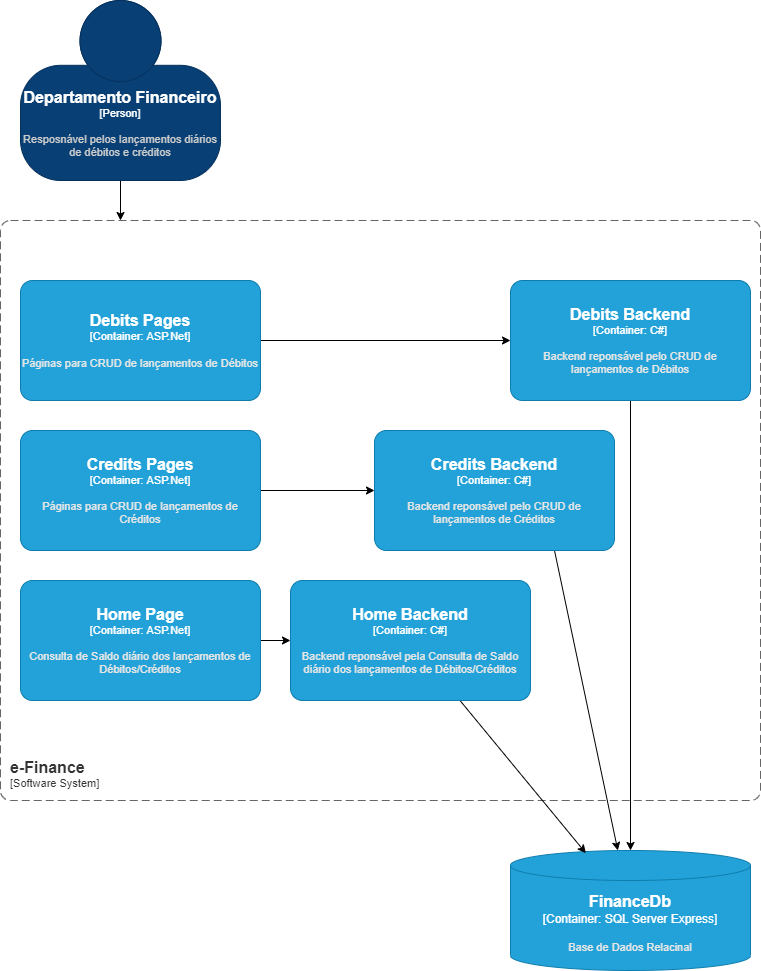 Departamento Financeiro
[Person]
Resposnável pelos lançamentos diários
de débitos e créditos
Debits Pages
[Container: ASP.Net]
Páginas para CRUD de lançamentos de Débitos
Debits Backend
[Container: C#]
Backend reponsável pelo CRUD de
lançamentos de Débitos
Credits Pages
[Container: ASP.Net]
Páginas para CRUD de lançamentos de
Créditos
Credits Backend
[Container: C#]
Backend reponsável pelo CRUD de
lançamentos de Créditos
Home Page
[Container: ASP.Net]
Consulta de Saldo diário dos lançamentos de
Débitos/Créditos
Home Backend
[Container: C#]
Backend reponsável pela Consulta de Saldo
diário dos lançamentos de Débitos/Créditos
e-Finance
[Software System]
FinanceDb
[Container: SQL Server Express]
Base de Dados Relacinal